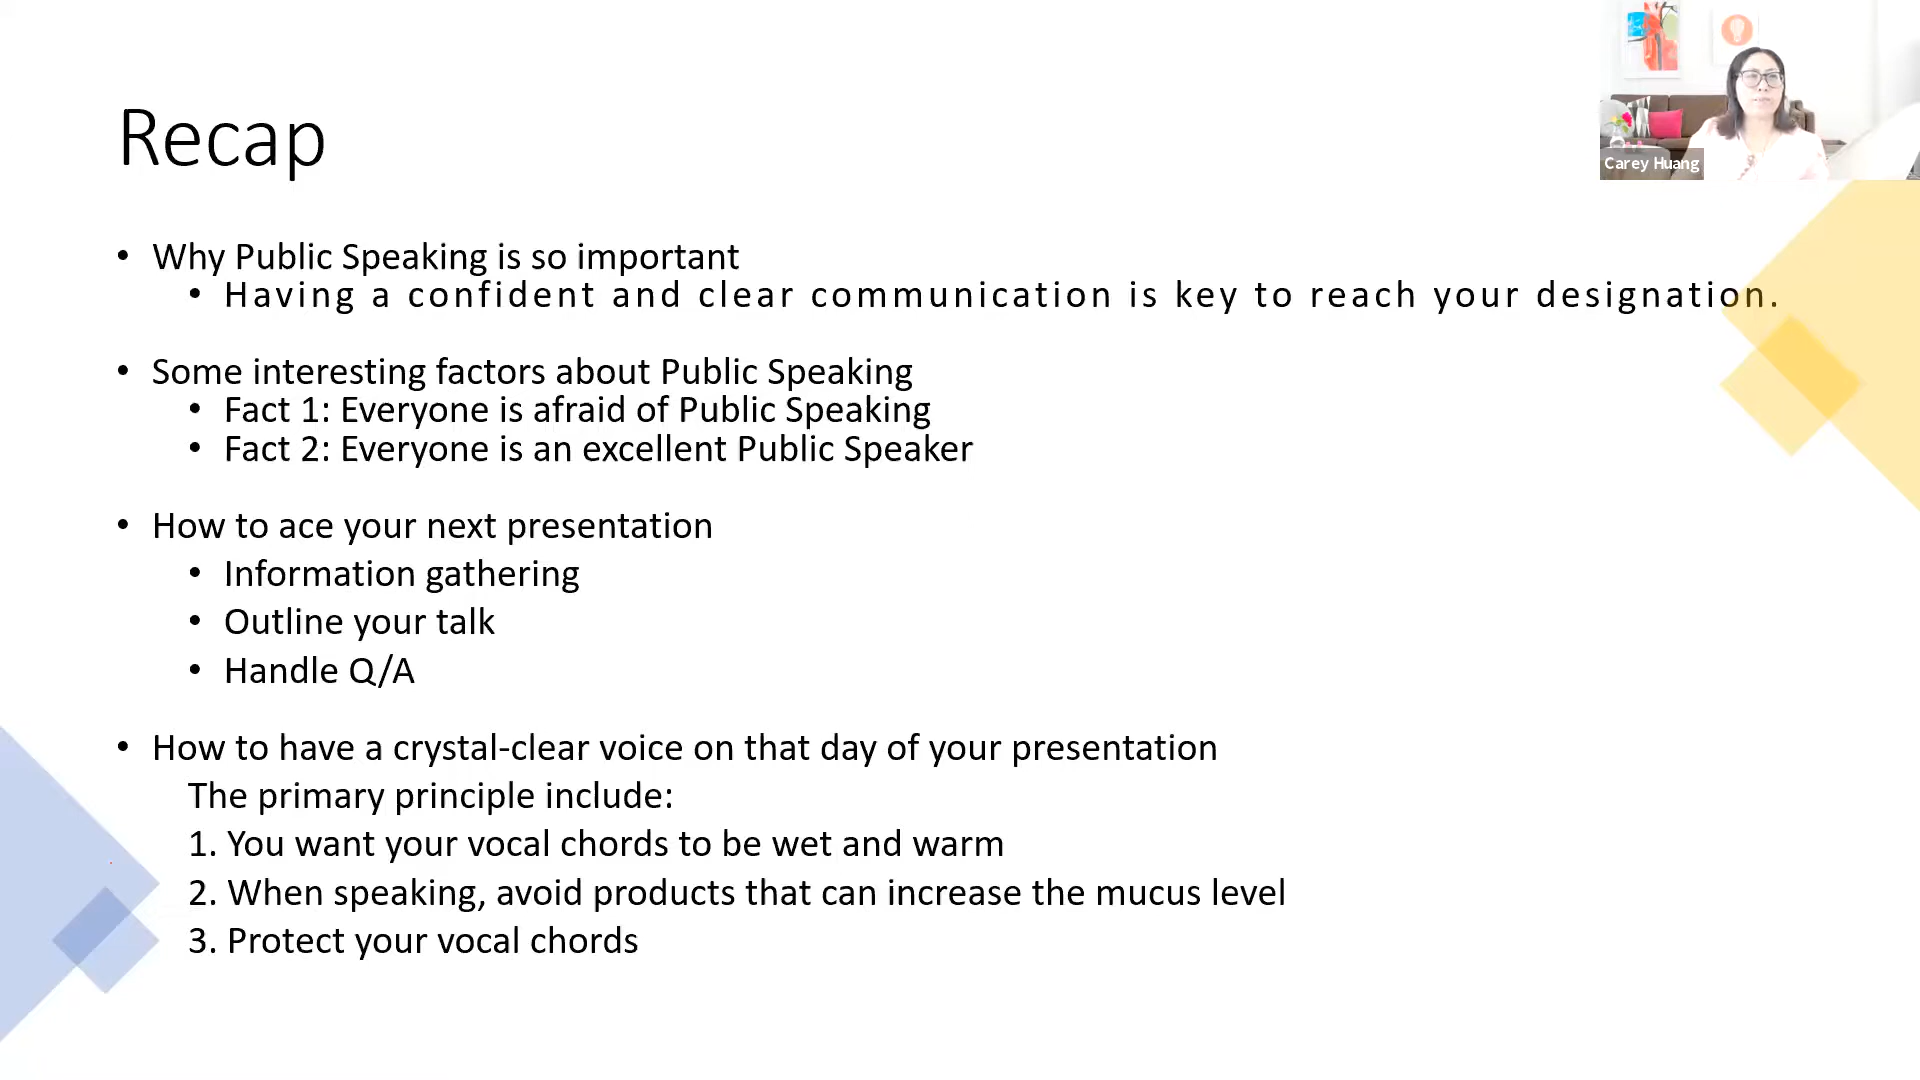 Recap
Carey Huang
• Why Public Speaking is so important
• Having a confident and clear communication is key to reach your designation.
• Some interesting factors about Public Speaking
• Fact 1: Everyone is afraid of Public Speaking
• Fact 2: Everyone is an excellent Public Speaker
• How to ace your next presentation
• Information gathering
• Outline your talk
• Handle Q/A
• How to have a crystal-clear voice on that day of your presentation
The primary principle include:
1. You want your vocal chords to be wet and warm
2. When speaking, avoid products that can increase the mucus level
3. Protect your vocal chords